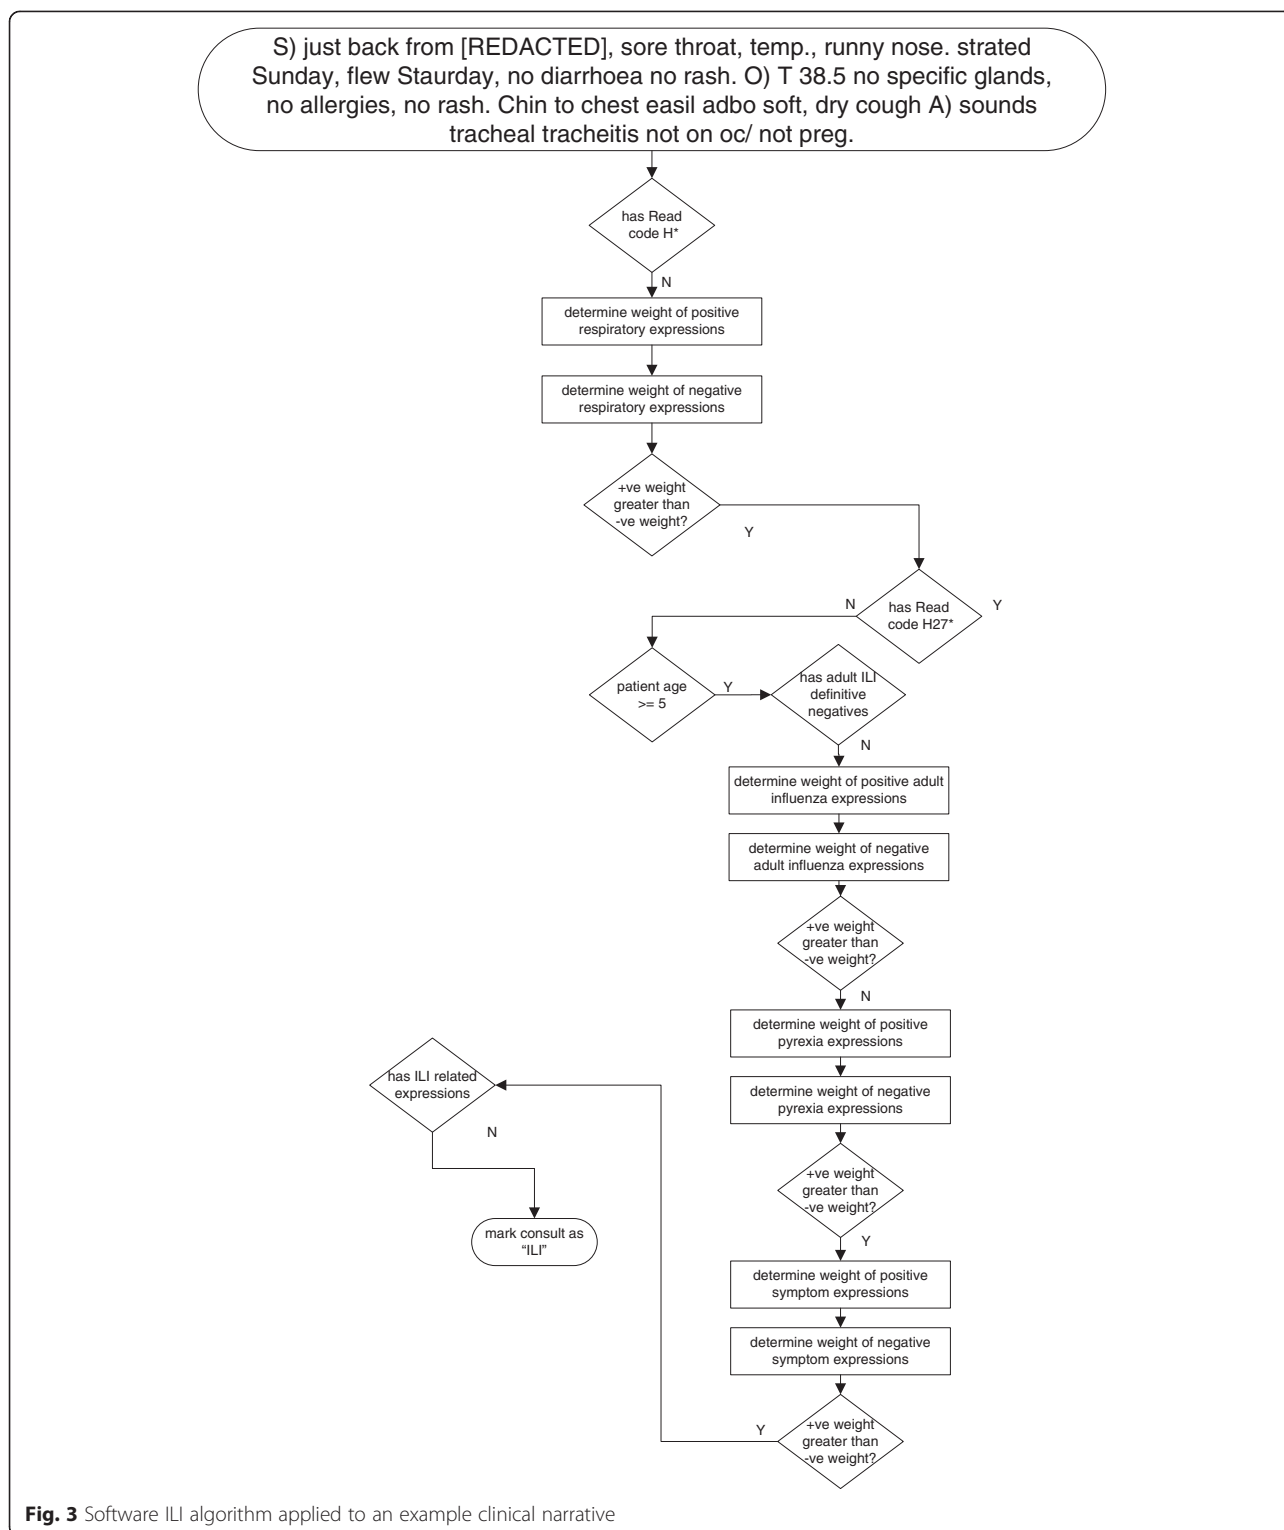 S) just back from [REDACTED], sore throat, temp., runny nose. strated
Sunday, flew Staurday, no diarrhoea no rash. O) T 38.5 no specific glands,
no allergies, no rash. Chin to chest easil adbo soft, dry cough A) sounds
tracheal tracheitis not on oc/ not preg.
has Read
code H*
N
determine weight of positive
respiratory expressions
determine weight of negative
respiratory expressions
+ve weight
greater than
-ve weight?
Y
has Read
code H27*
Y
N
patient age
>= 5
Y
has adult ILI
definitive
negatives
N
determine weight of positive adult
influenza expressions
determine weight of negative
adult influenza expressions
+ve weight
greater than
-ve weight?
N
determine weight of positive
pyrexia expressions
determine weight of negative
pyrexia expressions
+ve weight
greater than
-ve weight?
Y
determine weight of positive
symptom expressions
determine weight of negative
symptom expressions
+ve weight
greater than
-ve weight?
Y
has ILI related
expressions
N
mark consult as
“ILI”
Fig. 3 Software ILI algorithm applied to an example clinical narrative